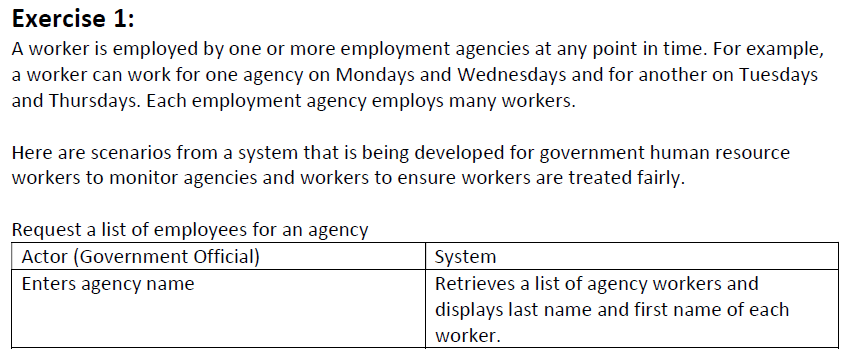 Exercise 1:
A worker is employed by one or more employment agencies at any point in time. For example,
a worker can work for one agency on Mondays and Wednesdays and for another on Tuesdays
and Thursdays. Each employment agency employs many workers.
Here are scenarios from a system that is being developed for government human resource
workers to monitor agencies and workers to ensure workers are treated fairly.
Request a list of employees for an agency
Actor (Government Official)
System
Enters agency name
Retrieves a list of agency workers and
displays last name and first name of each
worker.